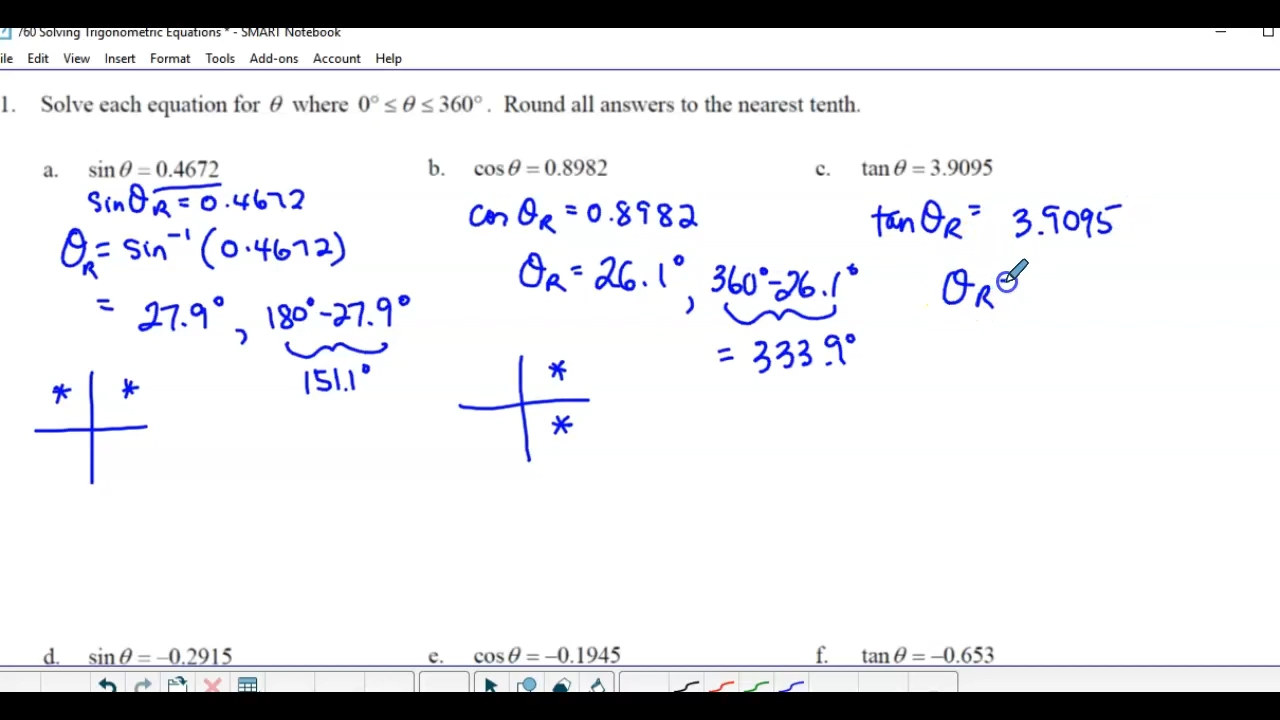 760 Solving Trigonometric Equations * - SMART Notebook
ile Edit View Insert Format Tools Add-ons Account Help
1. Solve each equation for θ where 0° ≤ θ ≤ 360°. Round all answers to the nearest tenth.
a. sin θ = 0.4672
sin θR = 0.4672
θR = sin⁻¹ (0.4672)
= 27.9°, 180° - 27.9°
151.1°
* *
b. cos θ = 0.8982
cos θR = 0.8982
θR = 26.1°, 360° - 26.1°
= 333.9°
*
*
c. tan θ = 3.9095
tan θR = 3.9095
θR
d. sin θ = –0.2915
e. cos θ = –0.1945
f. tan θ = –0.653